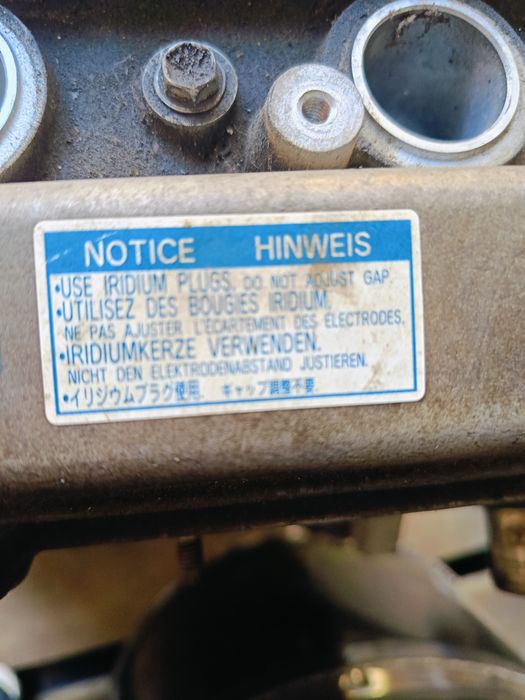 NOTICE HINWEIS
•USE IRIDIUM PLUGS. DO NOT ADJUST GAP.
•UTILISEZ DES BOUGIES IRIDIUM.
NE PAS AJUSTER L'ECARTEMENT DES ÉLECTRODES.
•IRIDIUMKERZE VERWENDEN.
NICHT DEN ELEKTRODENABSTAND JUSTIEREN.
•イリジウムプラグ使用. ギャップ調整不要.